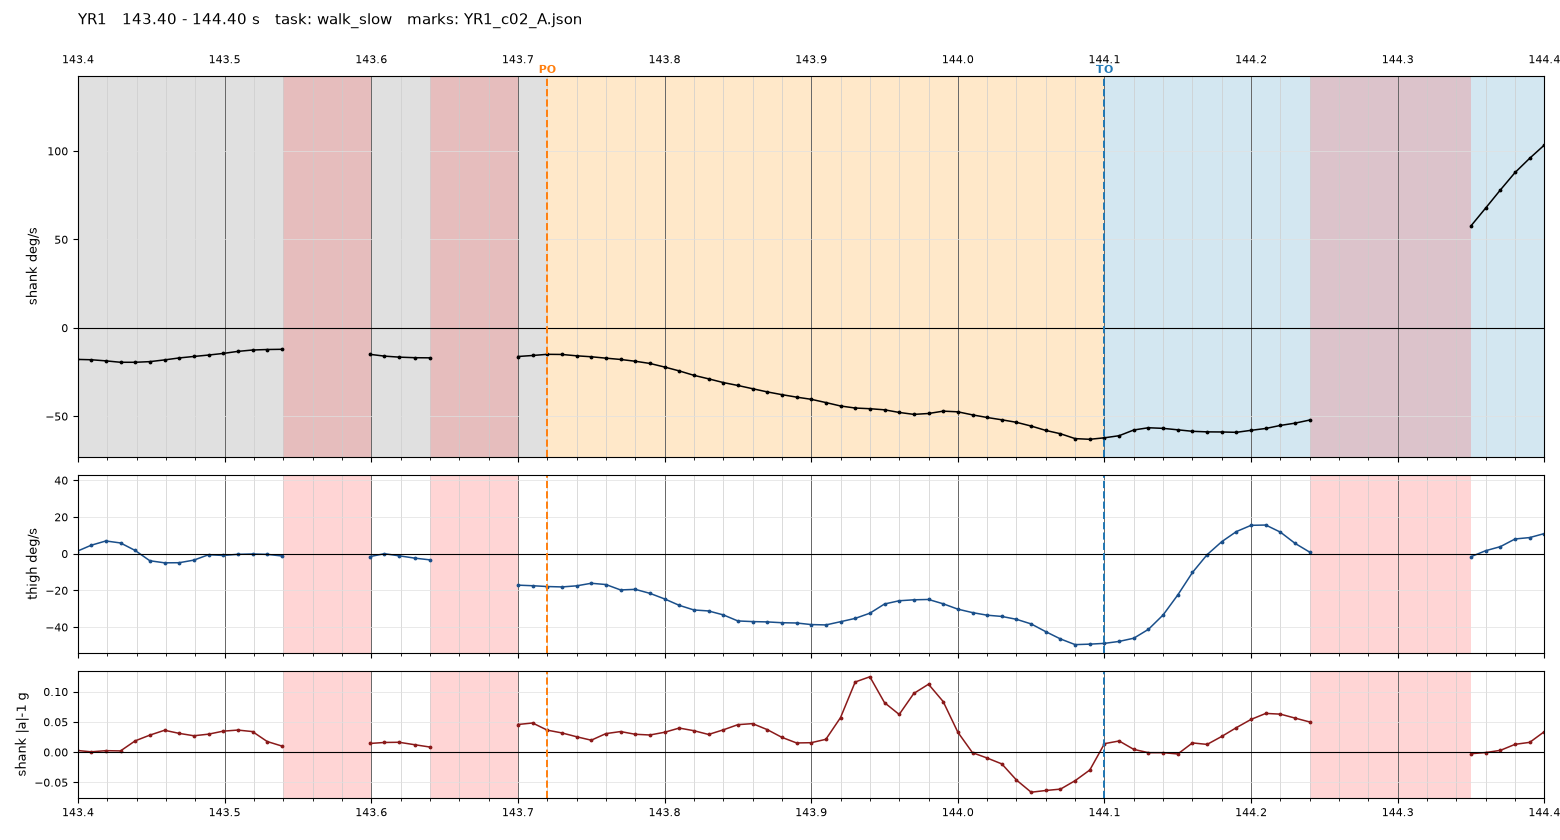 YR1   143.40 - 144.40 s   task: walk_slow   marks: YR1_c02_A.json
143.4 143.5 143.6 143.7 143.8 143.9 144.0 144.1 144.2 144.3 144.4
PO TO
shank deg/s
100
50
0
−50
thigh deg/s
40
20
0
−20
−40
shank |a|-1 g
0.10
0.05
0.00
−0.05
143.4 143.5 143.6 143.7 143.8 143.9 144.0 144.1 144.2 144.3 144.4